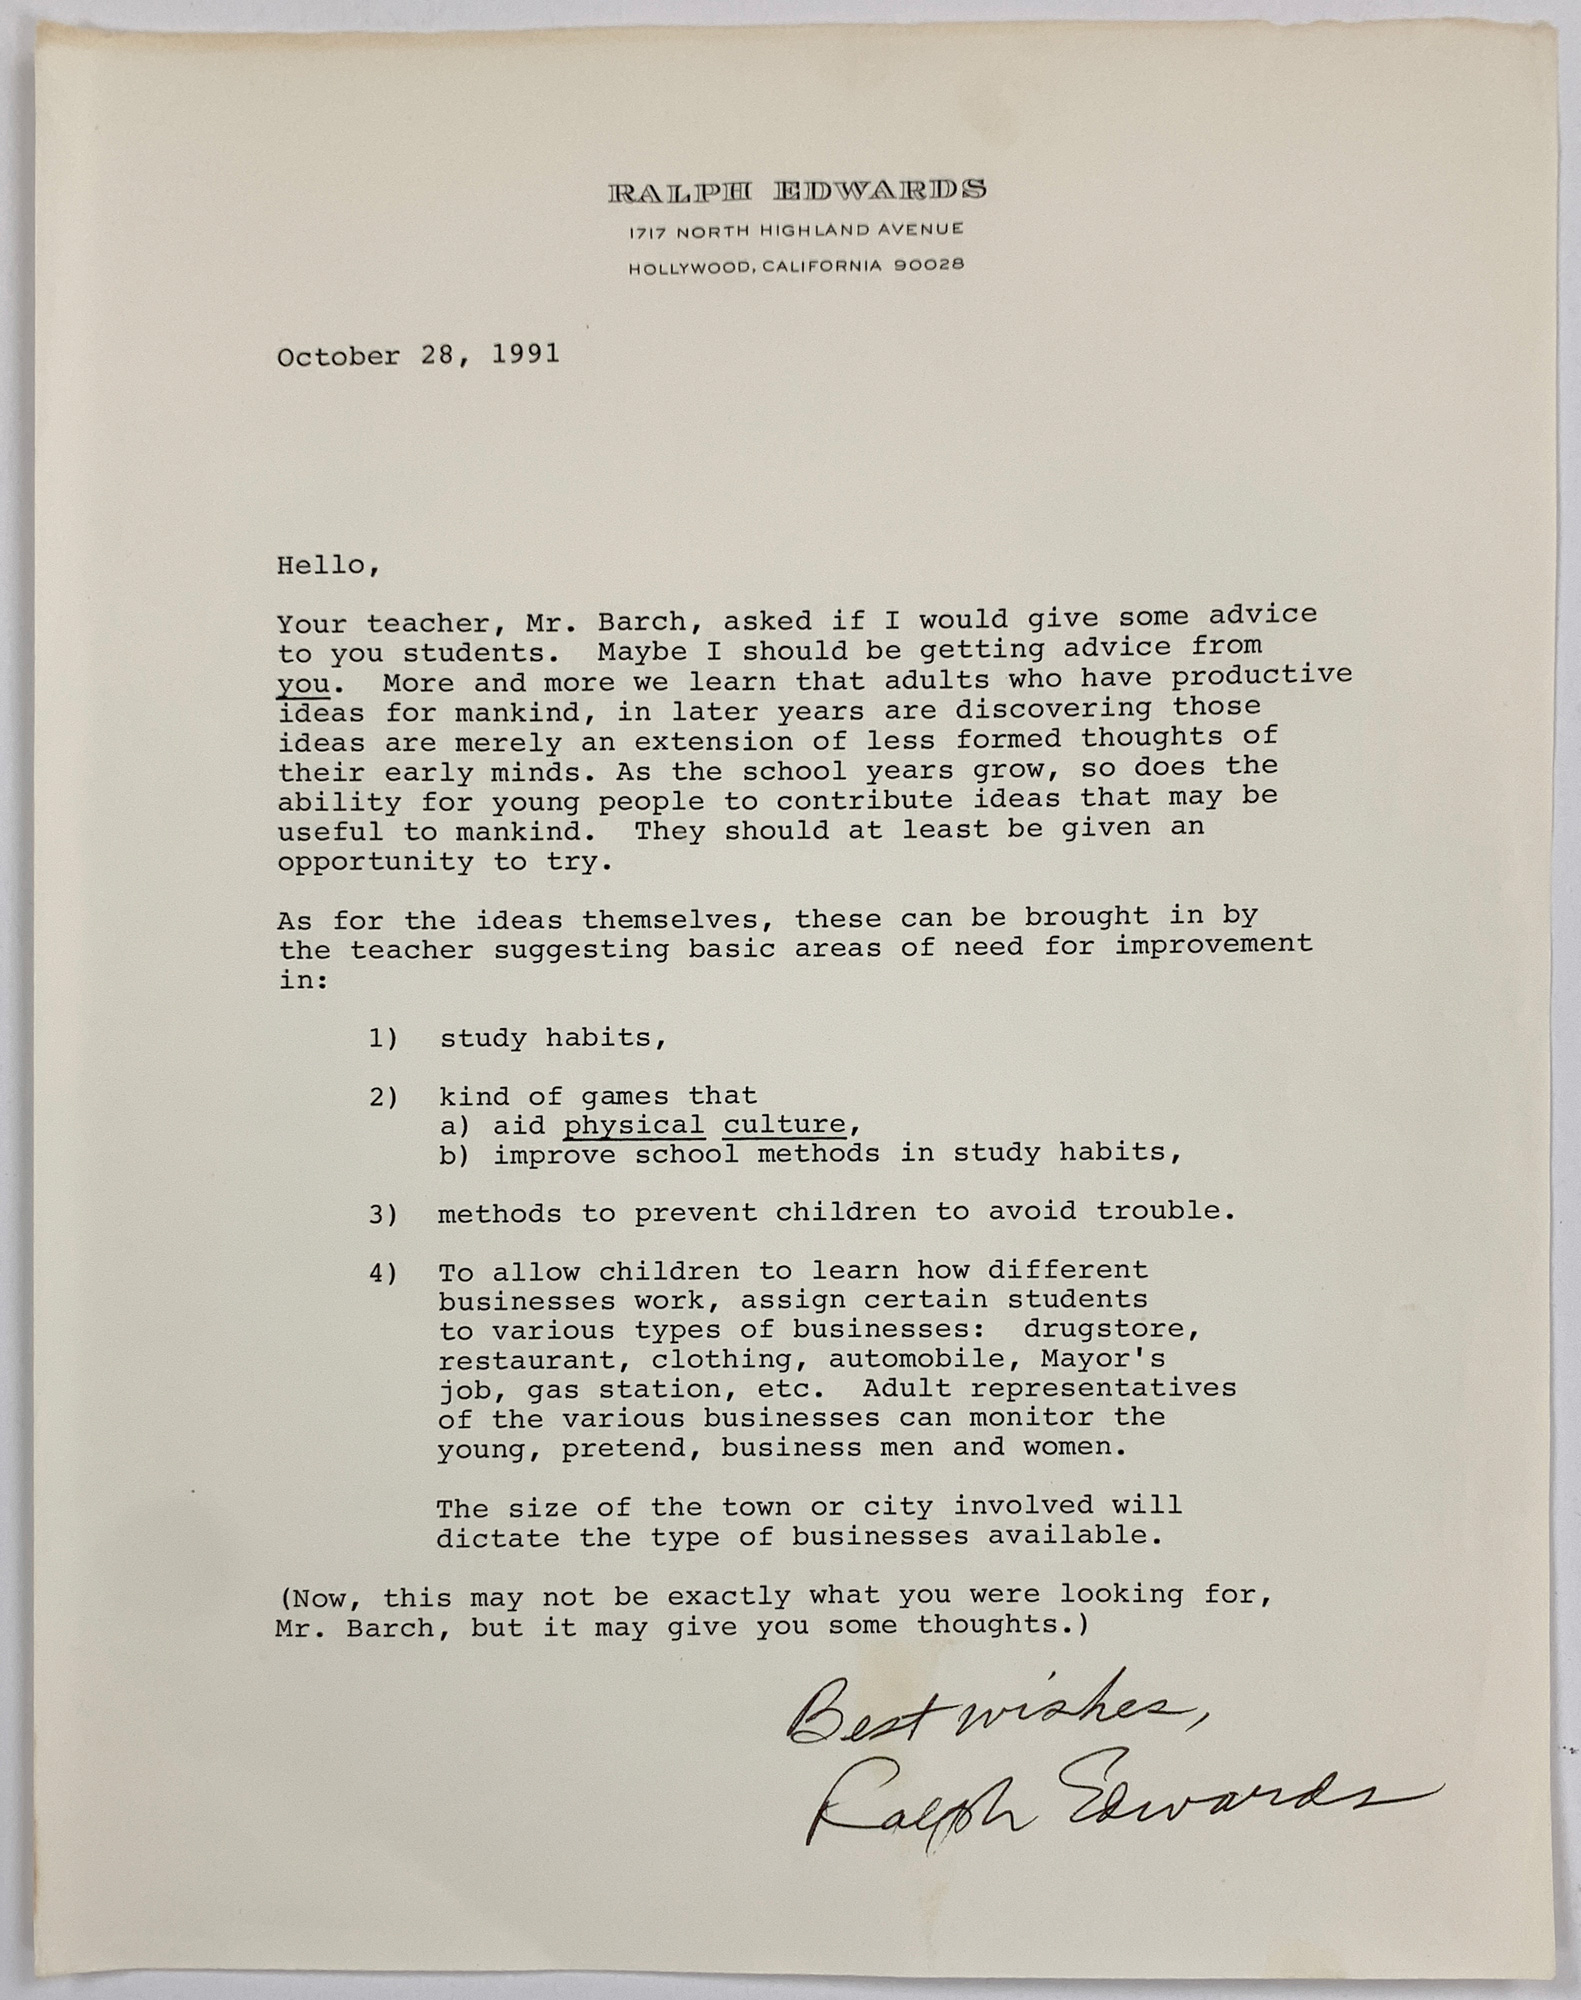 RALPH EDWARDS
1717 NORTH HIGHLAND AVENUE
HOLLYWOOD, CALIFORNIA 90028
October 28, 1991
Hello,
Your teacher, Mr. Barch, asked if I would give some advice
to you students.  Maybe I should be getting advice from
you.  More and more we learn that adults who have productive
ideas for mankind, in later years are discovering those
ideas are merely an extension of less formed thoughts of
their early minds. As the school years grow, so does the
ability for young people to contribute ideas that may be
useful to mankind.  They should at least be given an
opportunity to try.
As for the ideas themselves, these can be brought in by
the teacher suggesting basic areas of need for improvement
in:
1) study habits,
2) kind of games that
a) aid physical culture,
b) improve school methods in study habits,
3) methods to prevent children to avoid trouble.
4) To allow children to learn how different
businesses work, assign certain students
to various types of businesses:  drugstore,
restaurant, clothing, automobile, Mayor's
job, gas station, etc.  Adult representatives
of the various businesses can monitor the
young, pretend, business men and women.
The size of the town or city involved will
dictate the type of businesses available.
(Now, this may not be exactly what you were looking for,
Mr. Barch, but it may give you some thoughts.)
Best wishes,
Ralph Edwards